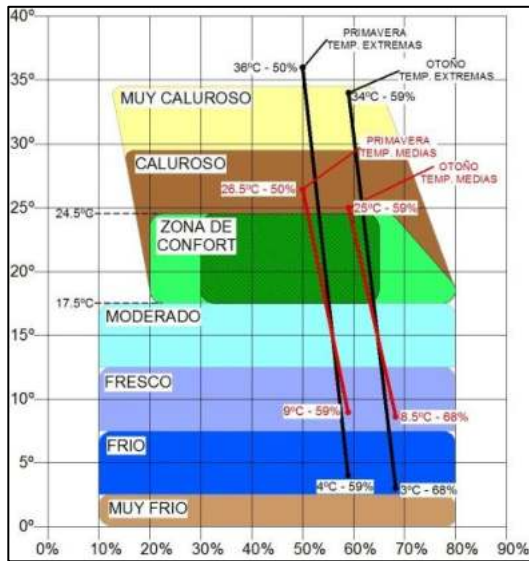 40º
35º
30º
25º
20º
15º
10º
5º
0º
PRIMAVERA
TEMP. EXTREMAS
36ºC - 50%
OTOÑO
TEMP. EXTREMAS
34ºC - 59%
MUY CALUROSO
PRIMAVERA
TEMP. MEDIAS
CALUROSO
OTOÑO
TEMP. MEDIAS
26.5ºC - 50%
24.5ºC
25ºC - 59%
ZONA DE
CONFORT
17.5ºC
MODERADO
FRESCO
9ºC - 59%
8.5ºC - 68%
FRIO
4ºC - 59%
3ºC - 68%
MUY FRIO
0% 10% 20% 30% 40% 50% 60% 70% 80% 90%